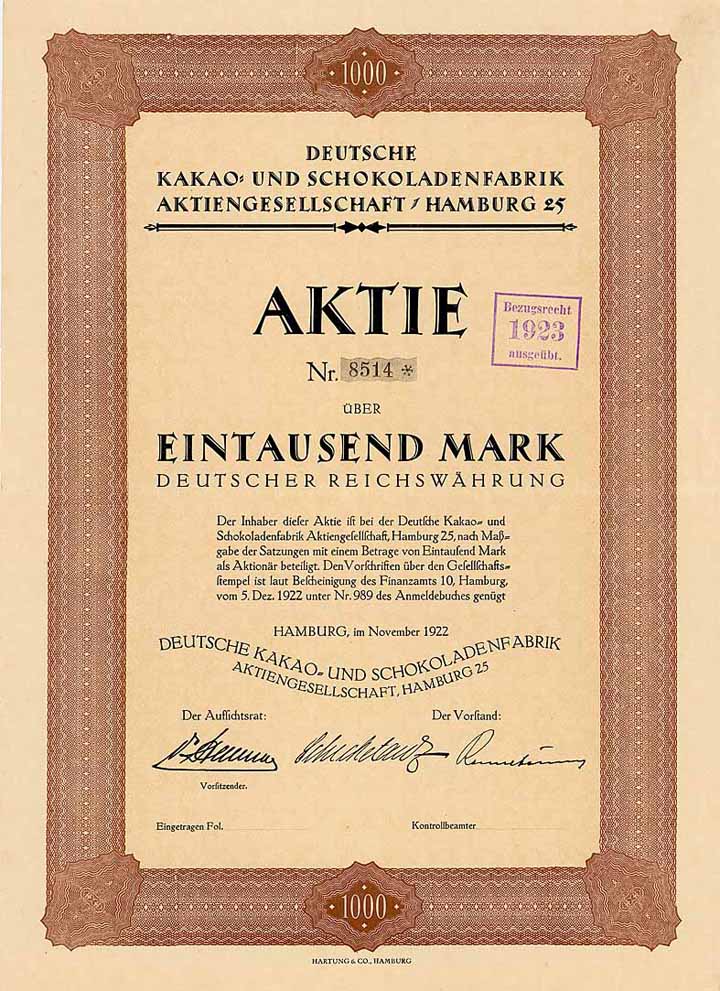 1000
DEUTSCHE
KAKAO= UND SCHOKOLADENFABRIK
AKTIENGESELLSCHAFT / HAMBURG 25
AKTIE
Bezugsrecht
1923
ausgeübt.
Nr. 8514 *
ÜBER
EINTAUSEND MARK
DEUTSCHER REICHSWÄHRUNG
Der Inhaber dieser Aktie ist bei der Deutsche Kakao= und
Schokoladenfabrik Aktiengesellschaft, Hamburg 25, nach Maß=
gabe der Satzungen mit einem Betrage von Eintausend Mark
als Aktionär beteiligt. Den Vorschriften über den Gesellschafts=
stempel ist laut Bescheinigung des Finanzamts 10, Hamburg,
vom 5. Dez. 1922 unter Nr. 989 des Anmeldebuches genügt
HAMBURG, im November 1922
DEUTSCHE KAKAO= UND SCHOKOLADENFABRIK
AKTIENGESELLSCHAFT, HAMBURG 25
Der Aufsichtsrat: Der Vorstand:
Vorsitzender.
Eingetragen Fol. Kontrollbeamter
1000
HARTUNG & CO., HAMBURG